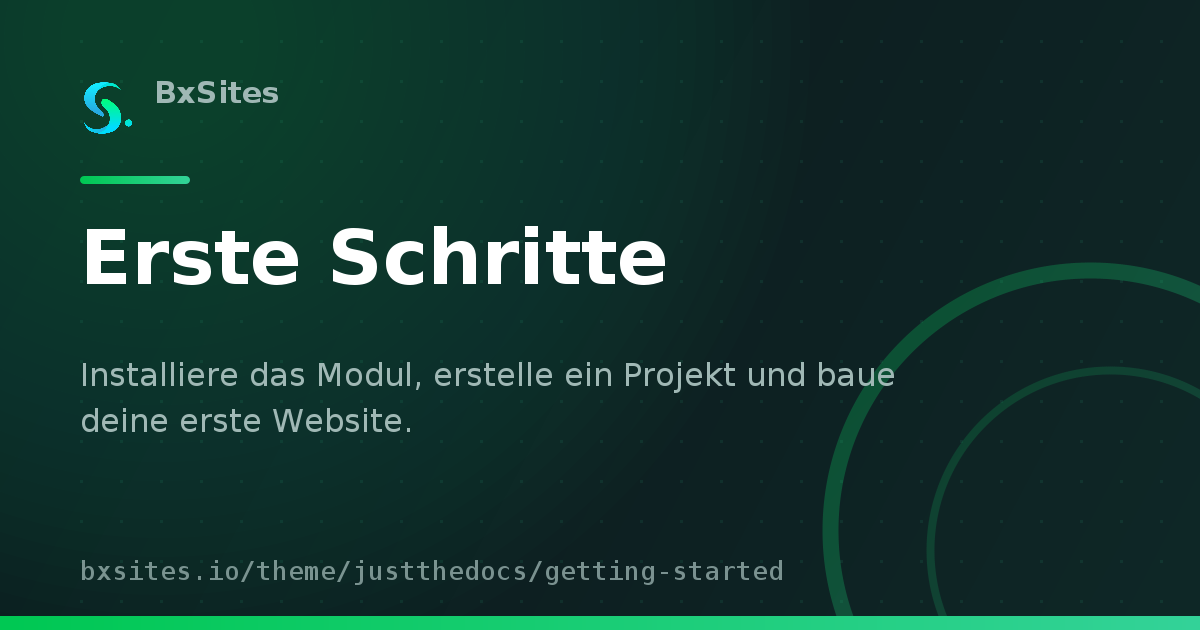 BxSites
Erste Schritte
Installiere das Modul, erstelle ein Projekt und baue
deine erste Website.
bxsites.io/theme/justthedocs/getting-started